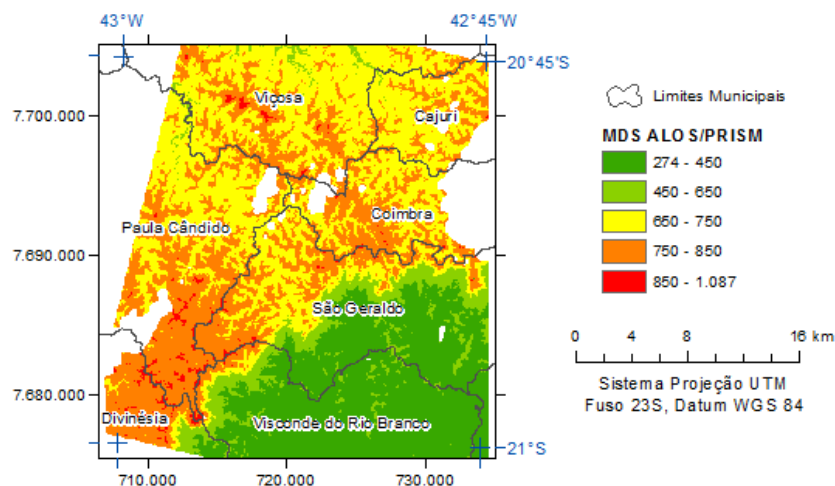 43°W
42°45'W
20°45'S
7.700.000
Viçosa
Cajuri
Limites Municipais
MDS ALOS/PRISM
274 - 450
450 - 650
650 - 750
750 - 850
850 - 1.087
Paula Cândido
Coimbra
7.690.000
São Geraldo
0 4 8 16 km
7.680.000
Sistema Projeção UTM
Fuso 23S, Datum WGS 84
Divinésia
Visconde do Rio Branco
21°S
710.000
720.000
730.000